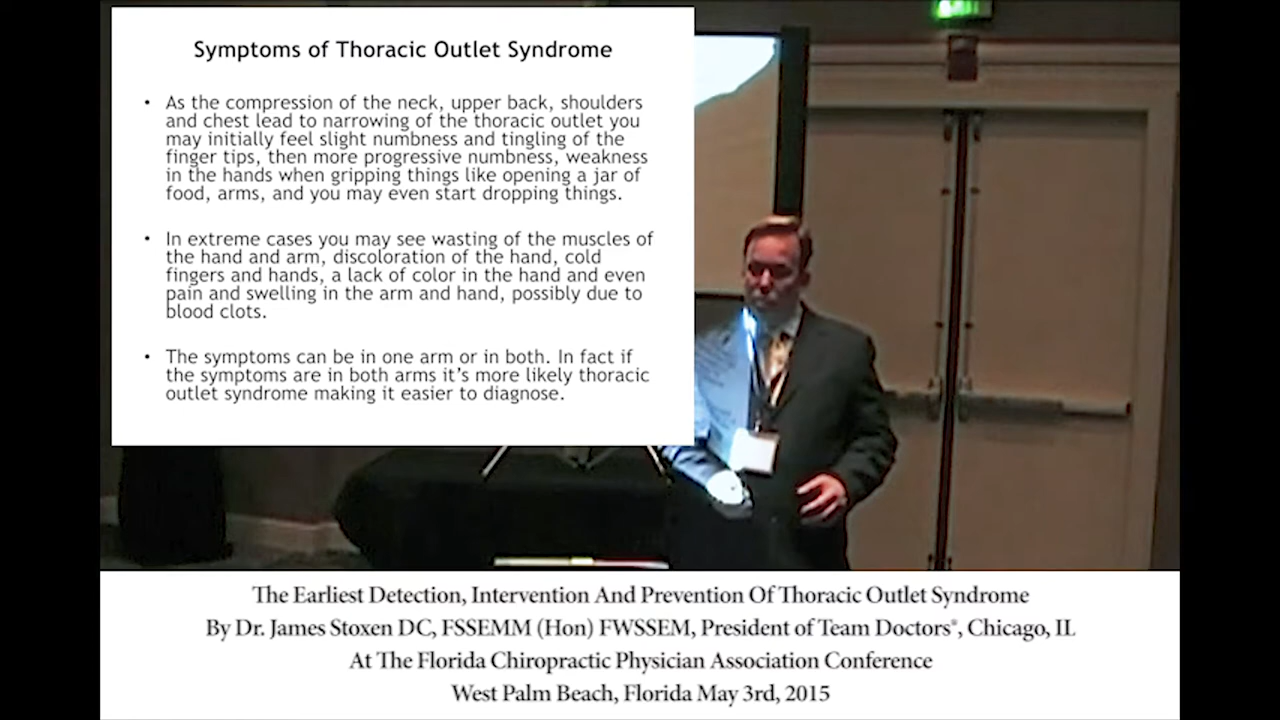 Symptoms of Thoracic Outlet Syndrome
• As the compression of the neck, upper back, shoulders
and chest lead to narrowing of the thoracic outlet you
may initially feel slight numbness and tingling of the
finger tips, then more progressive numbness, weakness
in the hands when gripping things like opening a jar of
food, arms, and you may even start dropping things.
• In extreme cases you may see wasting of the muscles of
the hand and arm, discoloration of the hand, cold
fingers and hands, a lack of color in the hand and even
pain and swelling in the arm and hand, possibly due to
blood clots.
• The symptoms can be in one arm or in both. In fact if
the symptoms are in both arms it's more likely thoracic
outlet syndrome making it easier to diagnose.
The Earliest Detection, Intervention And Prevention Of Thoracic Outlet Syndrome
By Dr. James Stoxen DC, FSSEMM (Hon) FWSSEM, President of Team Doctors®, Chicago, IL
At The Florida Chiropractic Physician Association Conference
West Palm Beach, Florida May 3rd, 2015